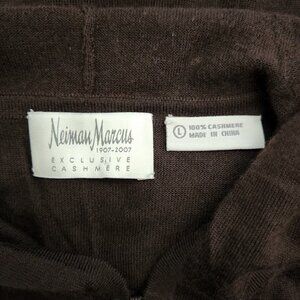 Neiman Marcus
1907-2007
EXCLUSIVE
CASHMERE
L
100% CASHMERE
MADE IN CHINA